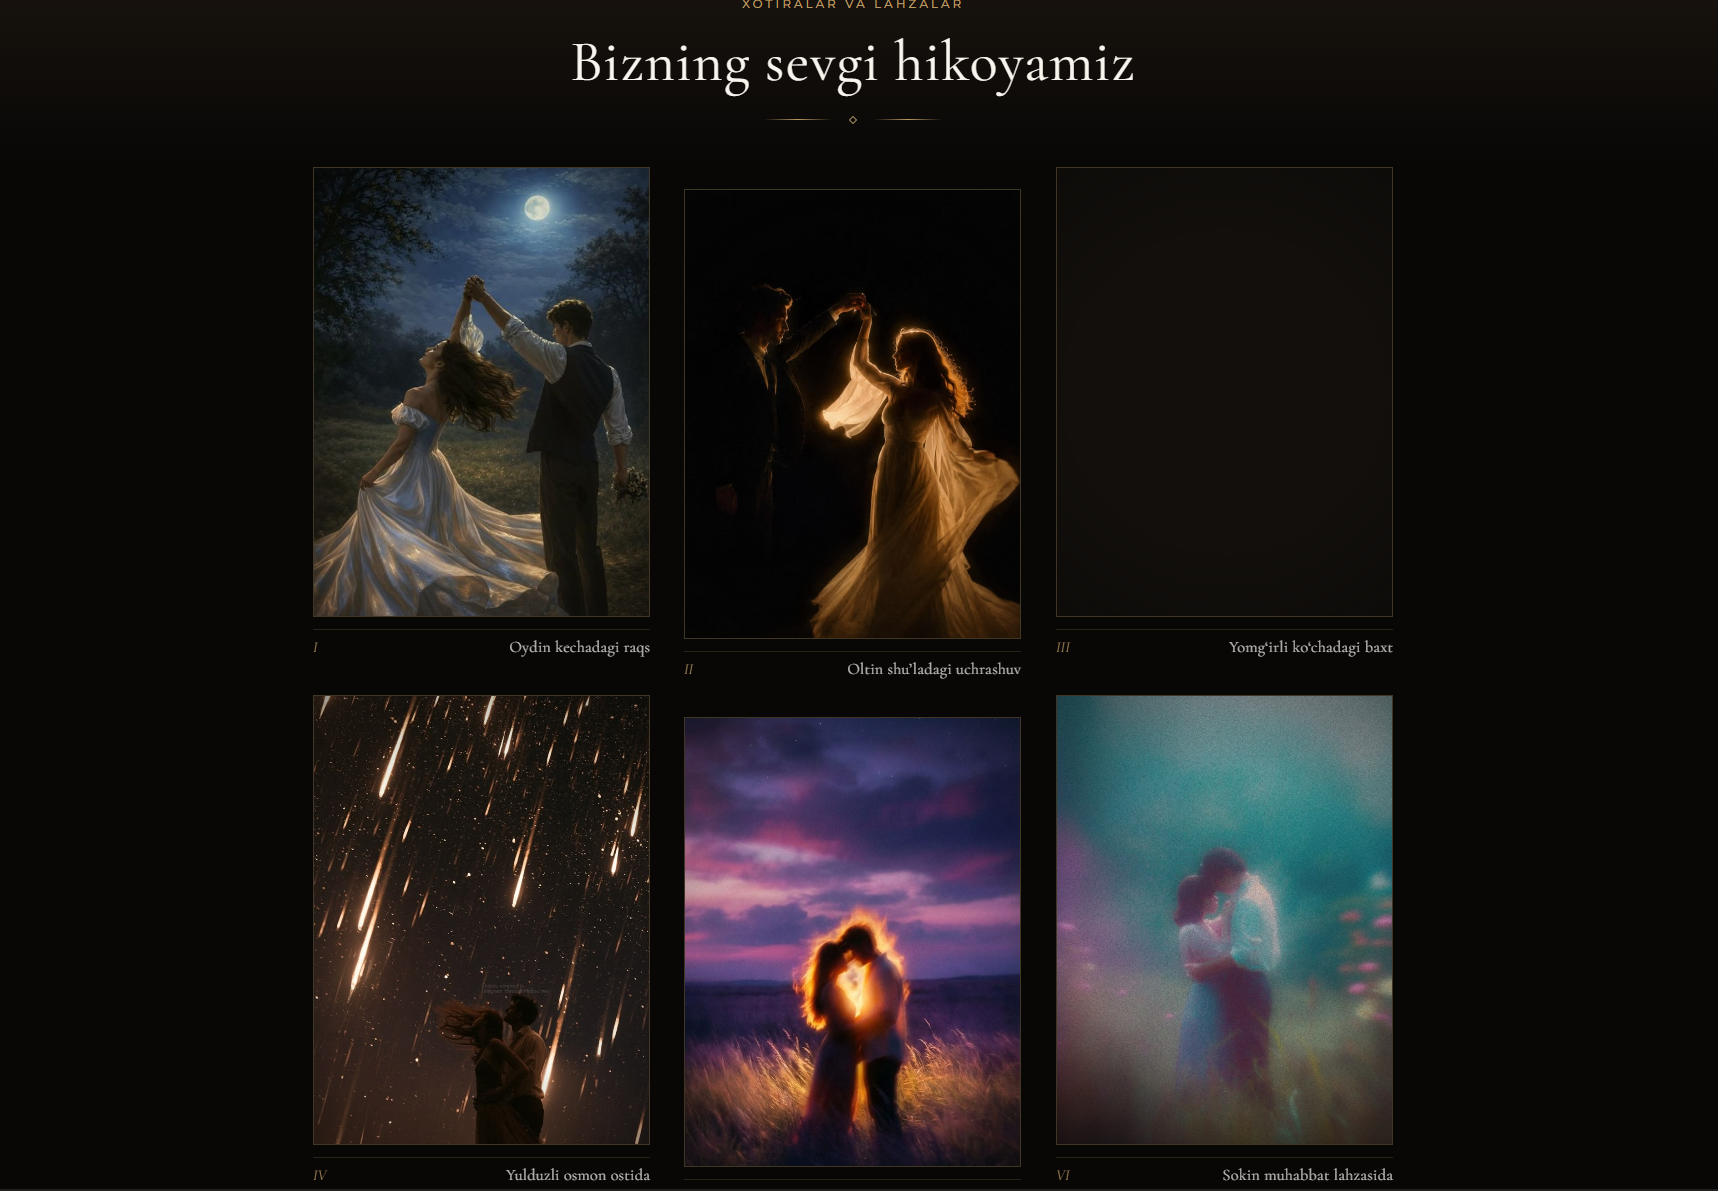 XOTIRALAR VA LAHZALAR
Bizning sevgi hikoyamiz
I
Oydin kechadagi raqs
II
Oltin shu’ladagi uchrashuv
III
Yomg‘irli ko‘chadagi baxt
IV
Yulduzli osmon ostida
VI
Sokin muhabbat lahzasida